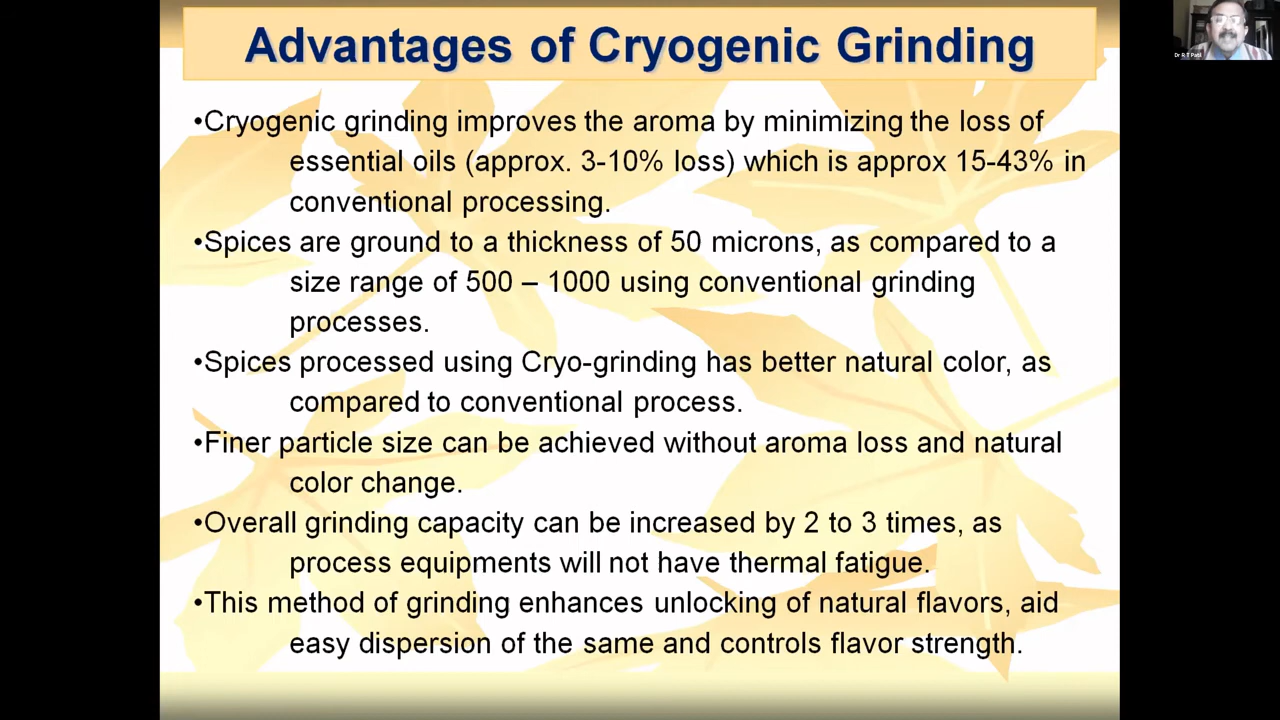 Advantages of Cryogenic Grinding
•Cryogenic grinding improves the aroma by minimizing the loss of
essential oils (approx. 3-10% loss) which is approx 15-43% in
conventional processing.
•Spices are ground to a thickness of 50 microns, as compared to a
size range of 500 – 1000 using conventional grinding
processes.
•Spices processed using Cryo-grinding has better natural color, as
compared to conventional process.
•Finer particle size can be achieved without aroma loss and natural
color change.
•Overall grinding capacity can be increased by 2 to 3 times, as
process equipments will not have thermal fatigue.
•This method of grinding enhances unlocking of natural flavors, aid
easy dispersion of the same and controls flavor strength.
Dr R T Patil